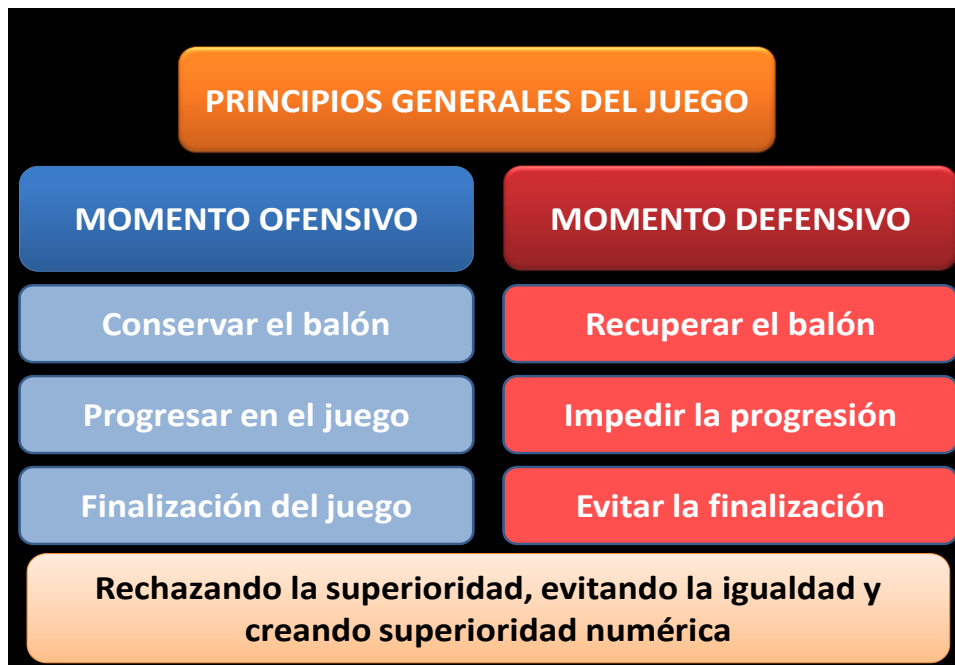 PRINCIPIOS GENERALES DEL JUEGO
MOMENTO OFENSIVO
MOMENTO DEFENSIVO
Conservar el balón
Recuperar el balón
Progresar en el juego
Impedir la progresión
Finalización del juego
Evitar la finalización
Rechazando la superioridad, evitando la igualdad y
creando superioridad numérica